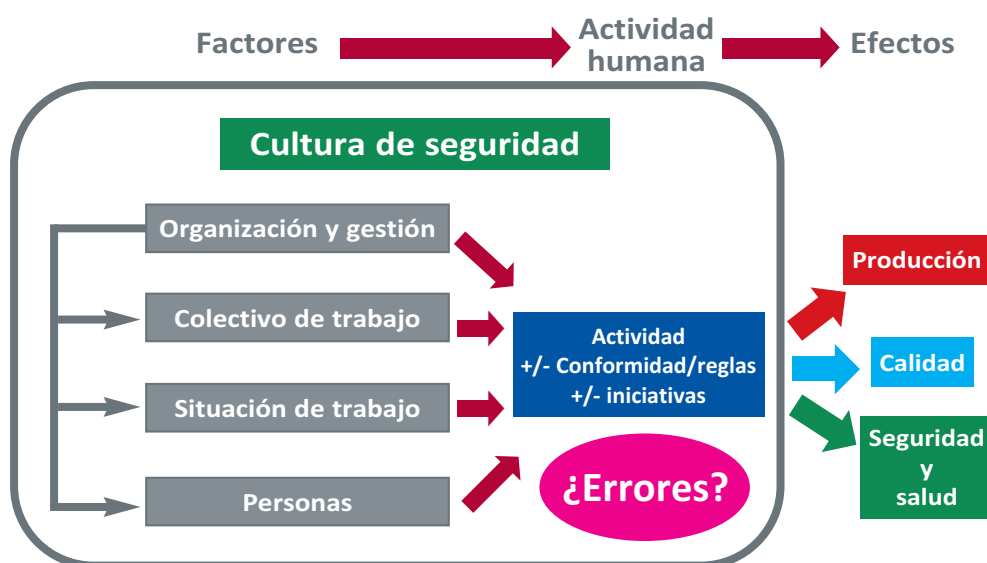 Factores
Actividad
humana
Efectos
Cultura de seguridad
Organización y gestión
Colectivo de trabajo
Situación de trabajo
Personas
Actividad
+/- Conformidad/reglas
+/- iniciativas
¿Errores?
Producción
Calidad
Seguridad
y
salud